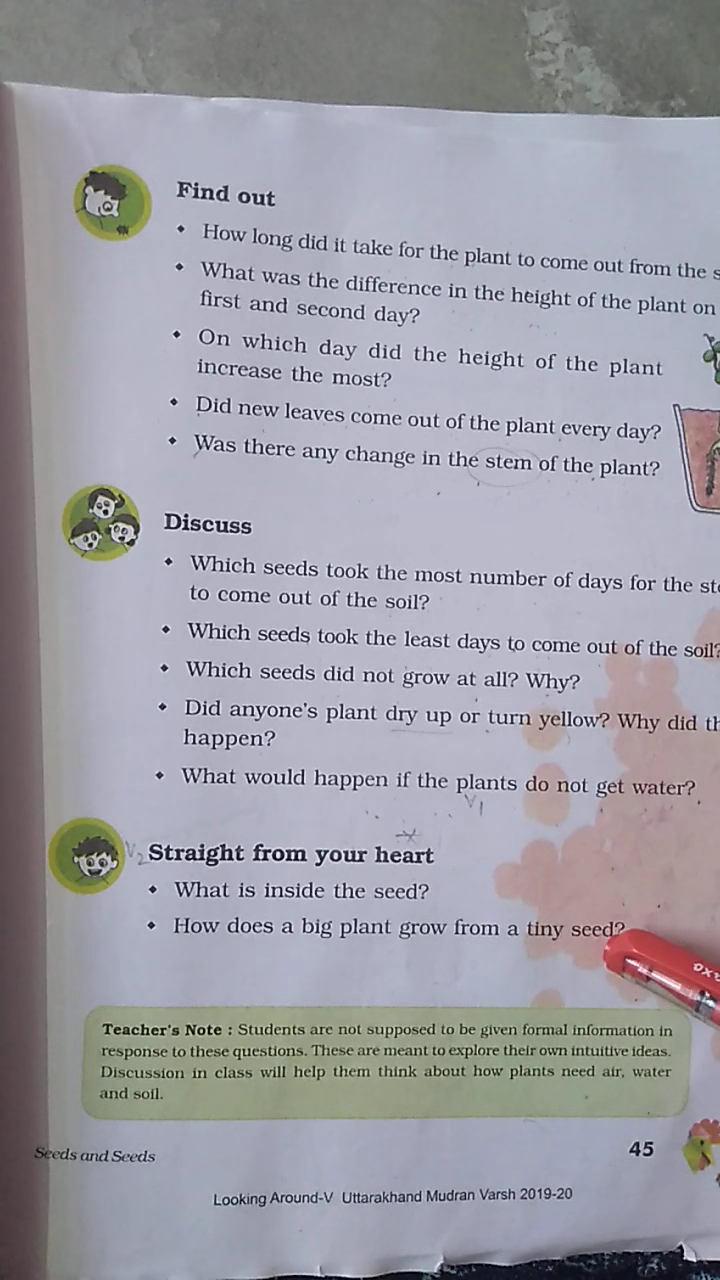 Find out
• How long did it take for the plant to come out from the
• What was the difference in the height of the plant on
first and second day?
• On which day did the height of the plant
increase the most?
• Did new leaves come out of the plant every day?
• Was there any change in the stem of the plant?
Discuss
• Which seeds took the most number of days for the
to come out of the soil?
• Which seeds took the least days to come out of the soil?
• Which seeds did not grow at all? Why?
• Did anyone's plant dry up or turn yellow? Why did
happen?
• What would happen if the plants do not get water?
V1
V2 Straight from your heart
• What is inside the seed?
• How does a big plant grow from a tiny seed?
Teacher's Note : Students are not supposed to be given formal information in
response to these questions. These are meant to explore their own intuitive ideas.
Discussion in class will help them think about how plants need air, water
and soil.
Seeds and Seeds
45
Looking Around-V Uttarakhand Mudran Varsh 2019-20